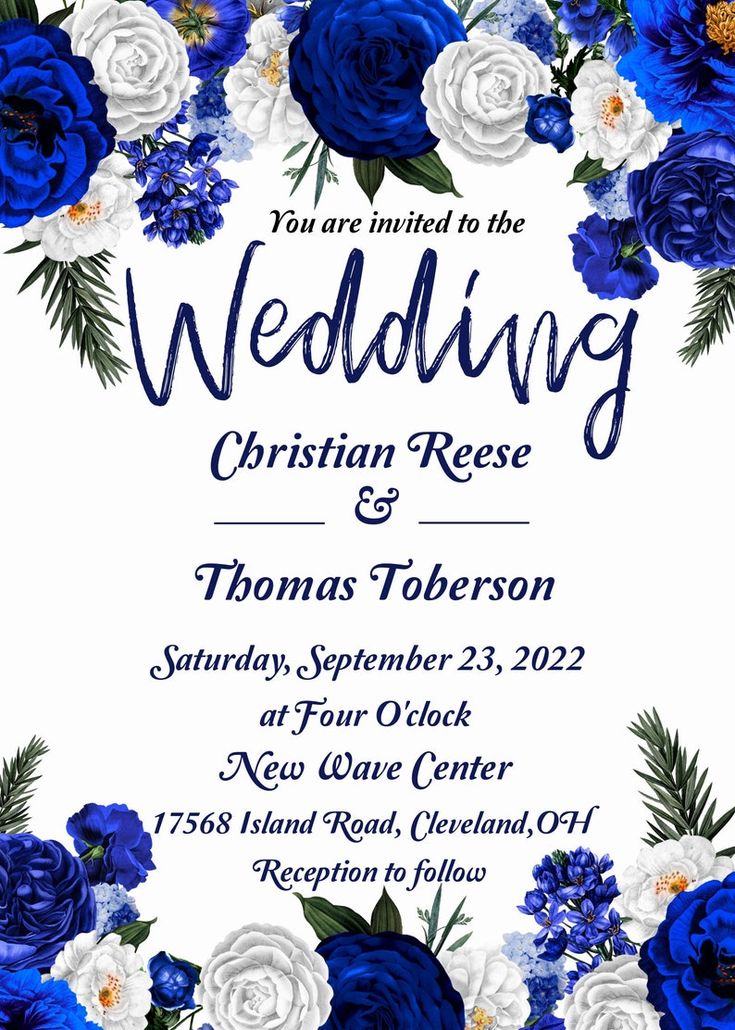 You are invited to the
Wedding
Christian Reese
&
Thomas Toberson
Saturday, September 23, 2022
at Four O'clock
New Wave Center
17568 Island Road, Cleveland,OH
Reception to follow